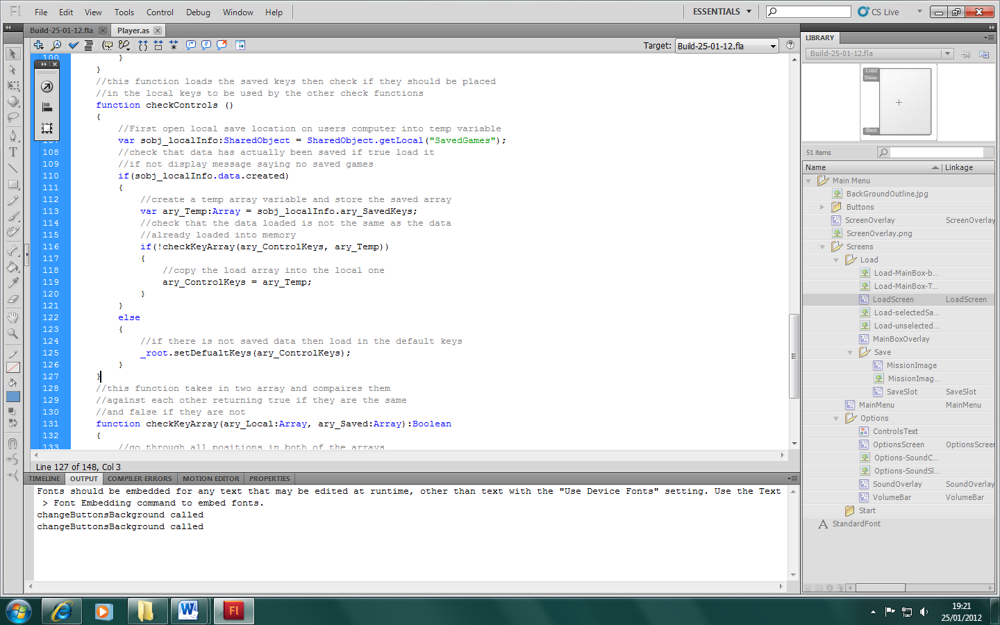 Fl File Edit View Tools Control Debug Window Help ESSENTIALS CS Live
Build-25-01-12.fla Player.as
Target: Build-25-01-12.fla
100 }
}
//this function loads the saved keys then check if they should be placed
//in the local keys to be used by the other check functions
function checkControls ()
{
//First open local save location on users computer into temp variable
107 var sobj_localInfo:SharedObject = SharedObject.getLocal("SavedGames");
108 //check that data has actually been saved if true load it
109 //if not display message saying no saved games
110 if(sobj_localInfo.data.created)
111 {
112 //create a temp array variable and store the saved array
113 var ary_Temp:Array = sobj_localInfo.ary_SavedKeys;
114 //check that the data loaded is not the same as the data
115 //already loaded into memory
116 if(!checkKeyArray(ary_ControlKeys, ary_Temp))
117 {
118 //copy the load array into the local one
119 ary_ControlKeys = ary_Temp;
120 }
121 }
122 else
123 {
124 //if there is not saved data then load in the default keys
125 _root.setDefualtKeys(ary_ControlKeys);
126 }
127 }
128 //this function takes in two array and compaires them
129 //against each other returning true if they are the same
130 //and false if they are not
131 function checkKeyArray(ary_Local:Array, ary_Saved:Array):Boolean
132 {
133 //go through all positions in both of the arrays
Line 127 of 148, Col 3
TIMELINE OUTPUT COMPILER ERRORS MOTION EDITOR PROPERTIES
Fonts should be embedded for any text that may be edited at runtime, other than text with the "Use Device Fonts" setting. Use the Text
> Font Embedding command to embed fonts.
changeButtonsBackground called
changeButtonsBackground called
LIBRARY
Build-25-01-12.fla
Load
Delete
Back
51 items
Name Linkage
Main Menu
BackGroundOutline.jpg
Buttons
ScreenOverlay ScreenOverlay
ScreenOverlay.png
Screens
Load
Load-MainBox-b...
Load-MainBox-T...
LoadScreen LoadScreen
Load-selectedSa...
Load-unselected...
MainBoxOverlay
Save
MissionImage
MissionImag...
SaveSlot SaveSlot
MainMenu MainMenu
Options
ControlsText
OptionsScreen OptionsScreen
Options-SoundC...
Options-SoundSl...
SoundOverlay SoundOverlay
VolumeBar VolumeBar
Start
StandardFont
19:21
25/01/2012